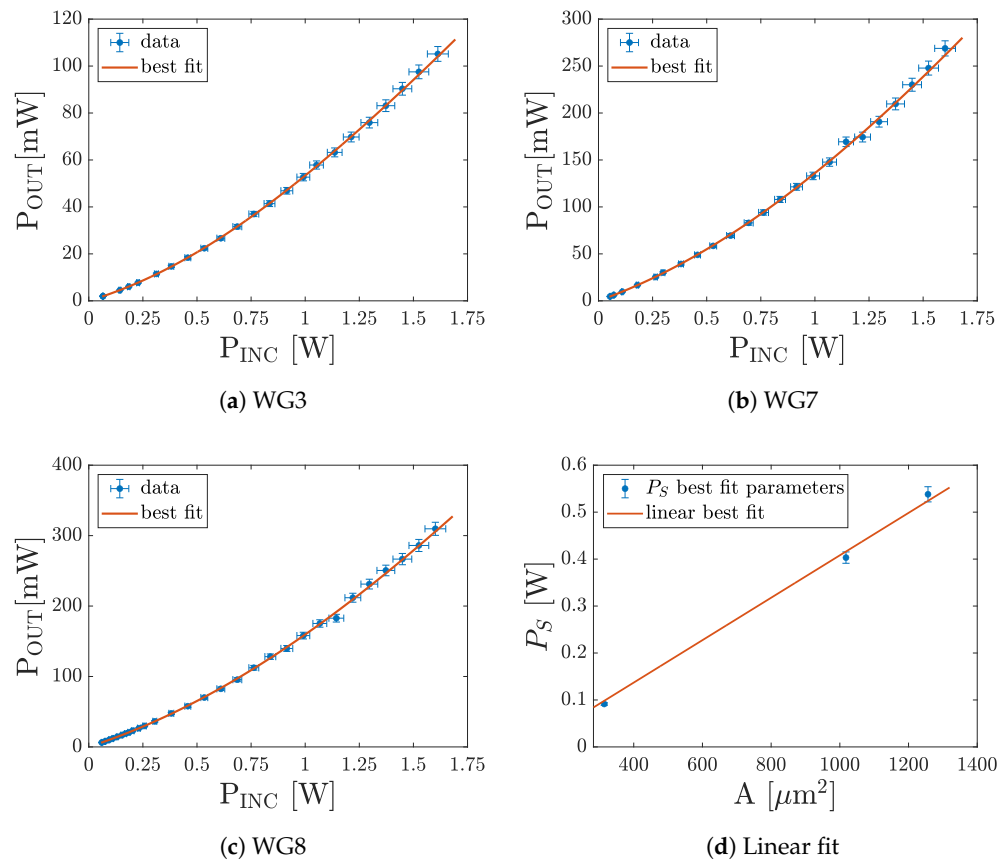 120
100
80
60
40
20
0
P_OUT[mW]
data
best fit
0 0.25 0.5 0.75 1 1.25 1.5 1.75
P_INC [W]
(a) WG3
300
250
200
150
100
50
0
P_OUT[mW]
data
best fit
0 0.25 0.5 0.75 1 1.25 1.5 1.75
P_INC [W]
(b) WG7
400
300
200
100
0
P_OUT[mW]
data
best fit
0 0.25 0.5 0.75 1 1.25 1.5 1.75
P_INC [W]
(c) WG8
0.6
0.5
0.4
0.3
0.2
0.1
0
P_S [W]
P_S best fit parameters
linear best fit
400 600 800 1000 1200 1400
A [μm²]
(d) Linear fit